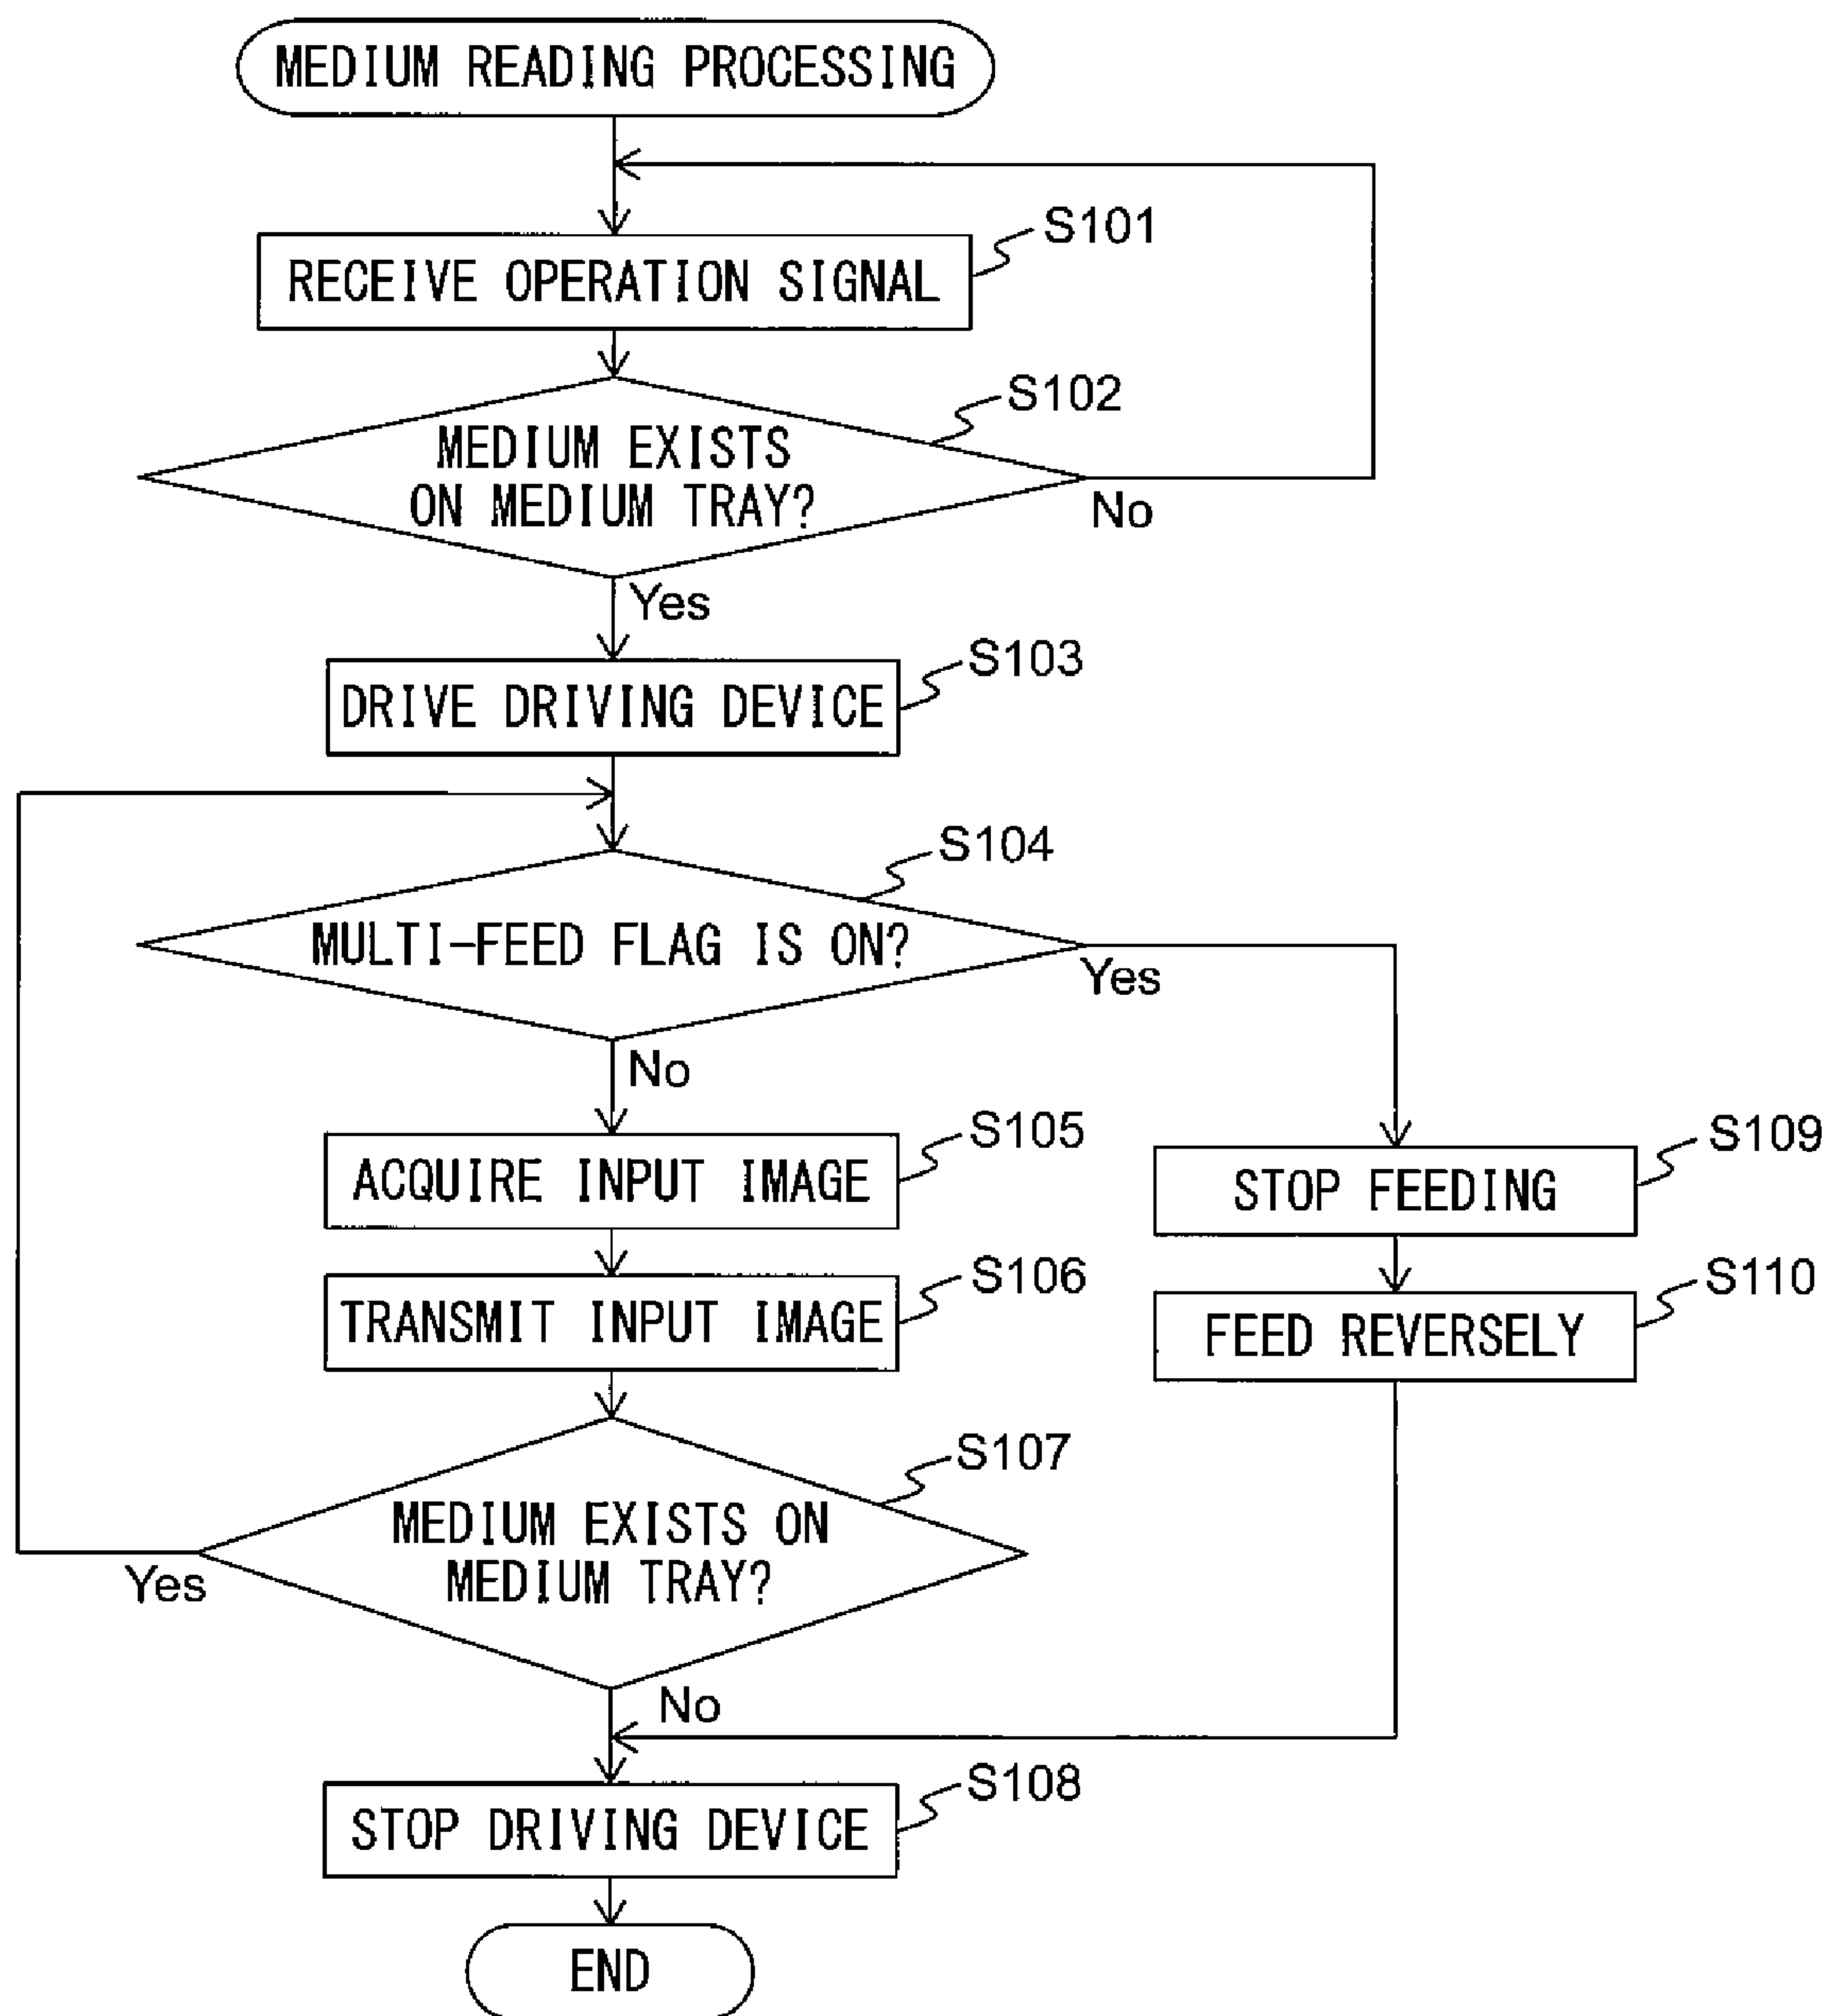 MEDIUM READING PROCESSING
S101
RECEIVE OPERATION SIGNAL
S102
MEDIUM EXISTS
ON MEDIUM TRAY?
No
Yes
S103
DRIVE DRIVING DEVICE
S104
MULTI-FEED FLAG IS ON?
Yes
No
S105
ACQUIRE INPUT IMAGE
S109
STOP FEEDING
S106
TRANSMIT INPUT IMAGE
S110
FEED REVERSELY
S107
MEDIUM EXISTS ON
MEDIUM TRAY?
Yes
No
S108
STOP DRIVING DEVICE
END